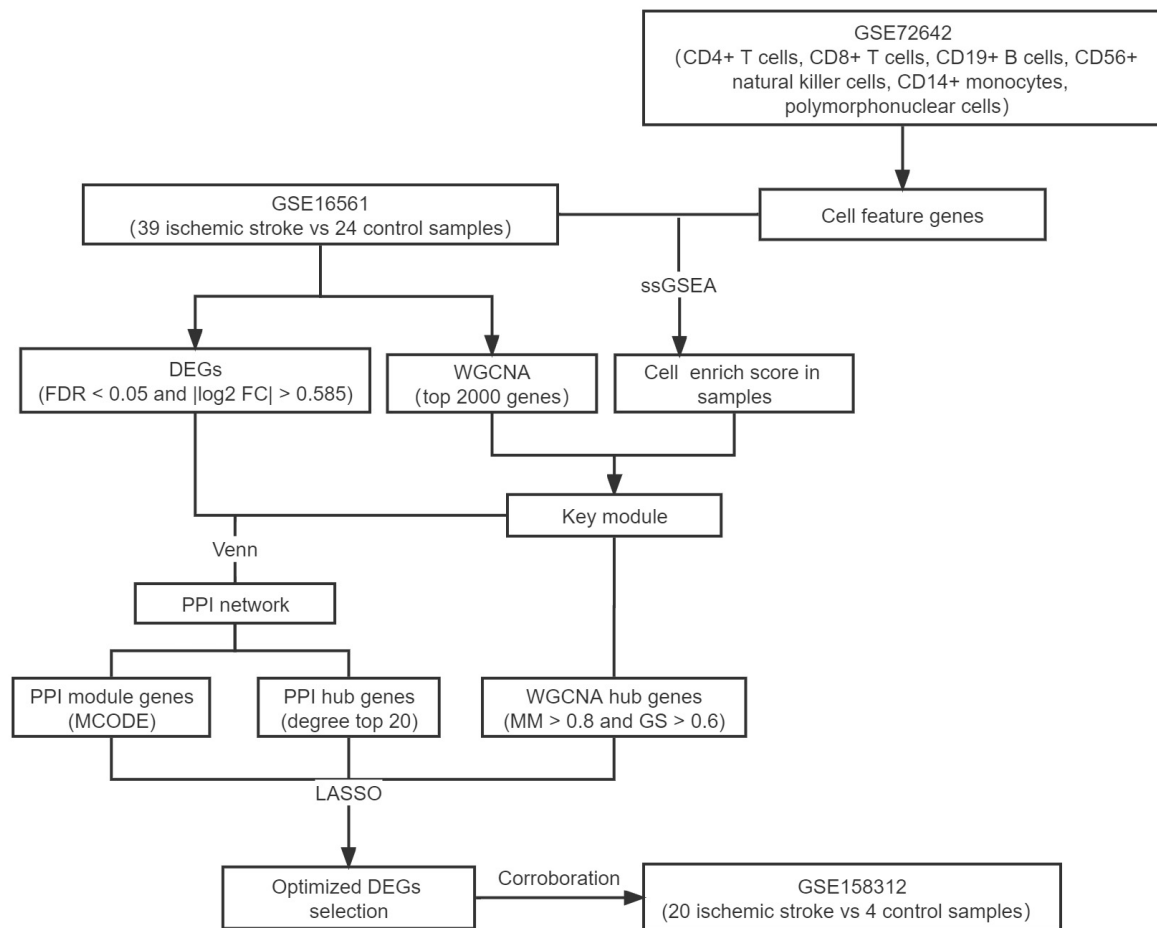 GSE72642
(CD4+ T cells, CD8+ T cells, CD19+ B cells, CD56+
natural killer cells, CD14+ monocytes,
polymorphonuclear cells)
GSE16561
(39 ischemic stroke vs 24 control samples)
Cell feature genes
ssGSEA
DEGs
(FDR < 0.05 and |log2 FC| > 0.585)
WGCNA
(top 2000 genes)
Cell enrich score in
samples
Key module
Venn
PPI network
PPI module genes
(MCODE)
PPI hub genes
(degree top 20)
WGCNA hub genes
(MM > 0.8 and GS > 0.6)
LASSO
Optimized DEGs
selection
Corroboration
GSE158312
(20 ischemic stroke vs 4 control samples)